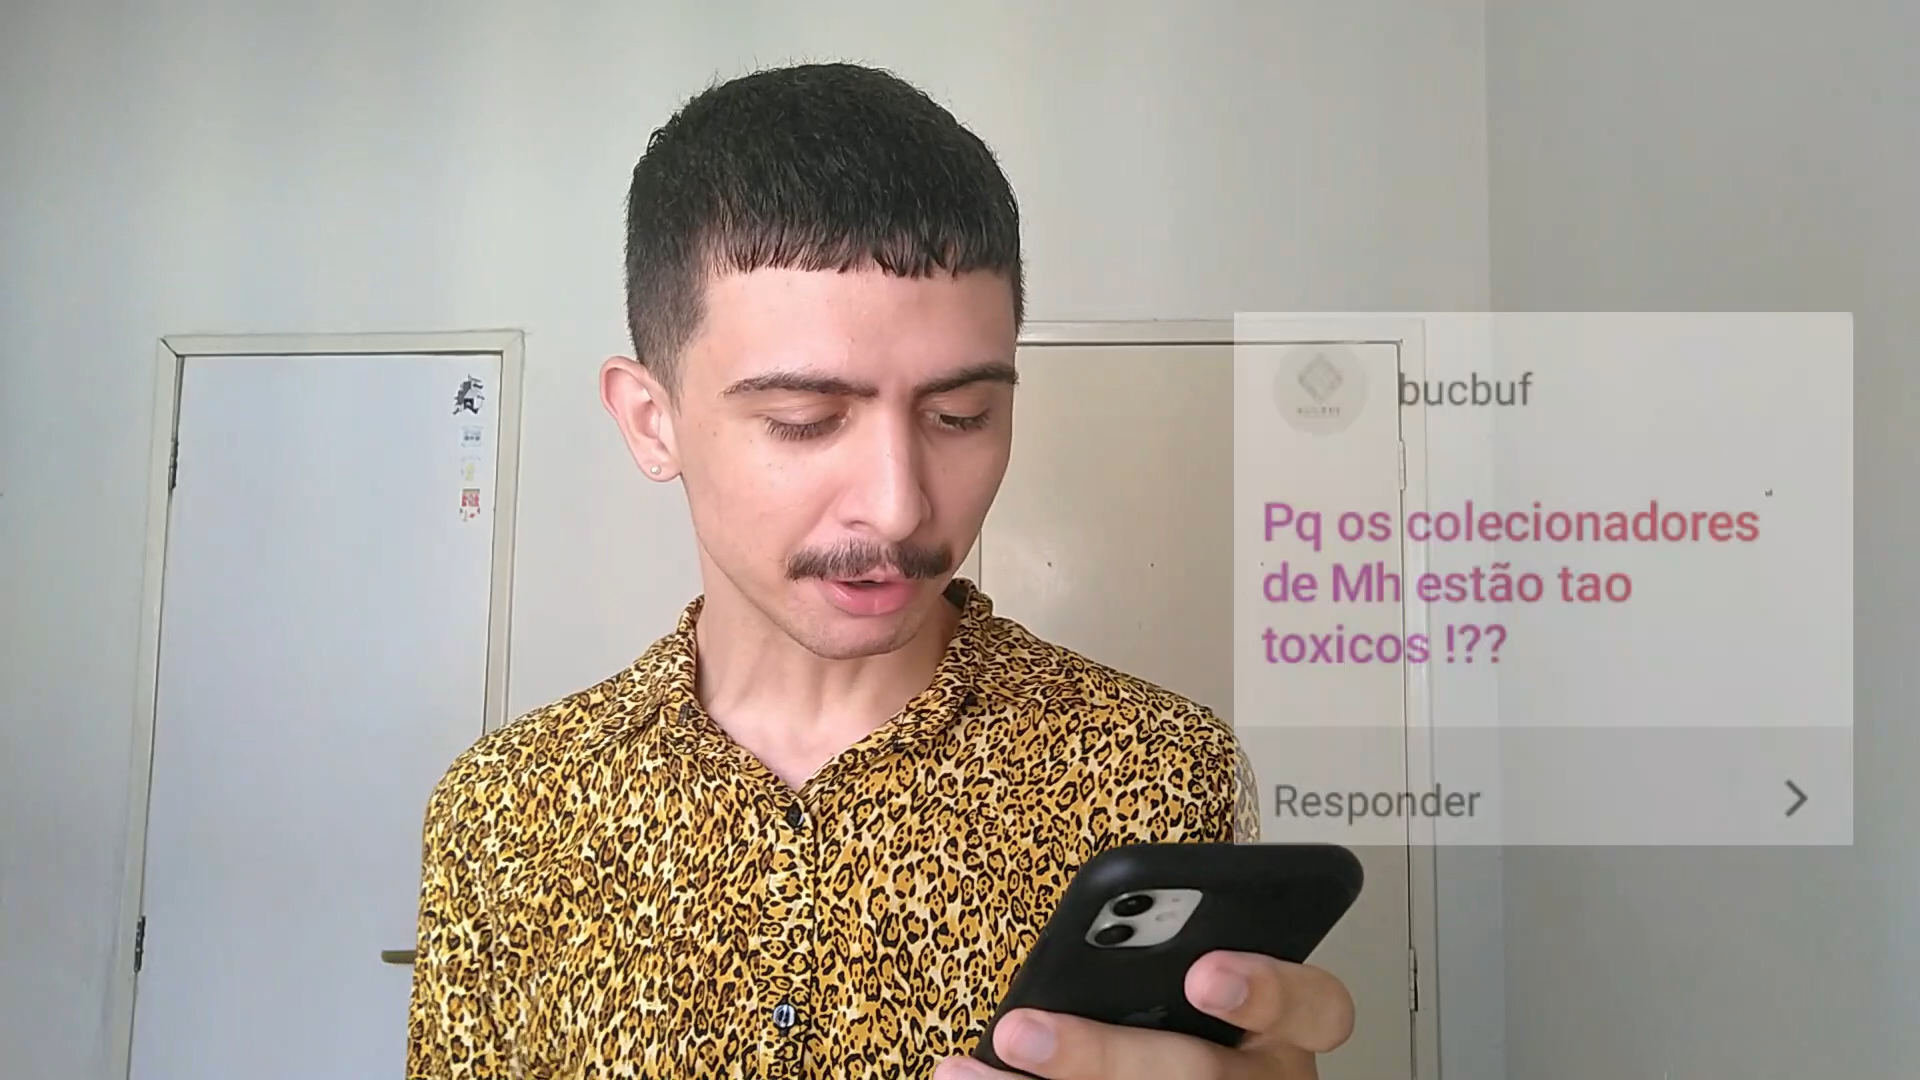 bucbuf
Pq os colecionadores
de Mh estão tao
toxicos !??
Responder